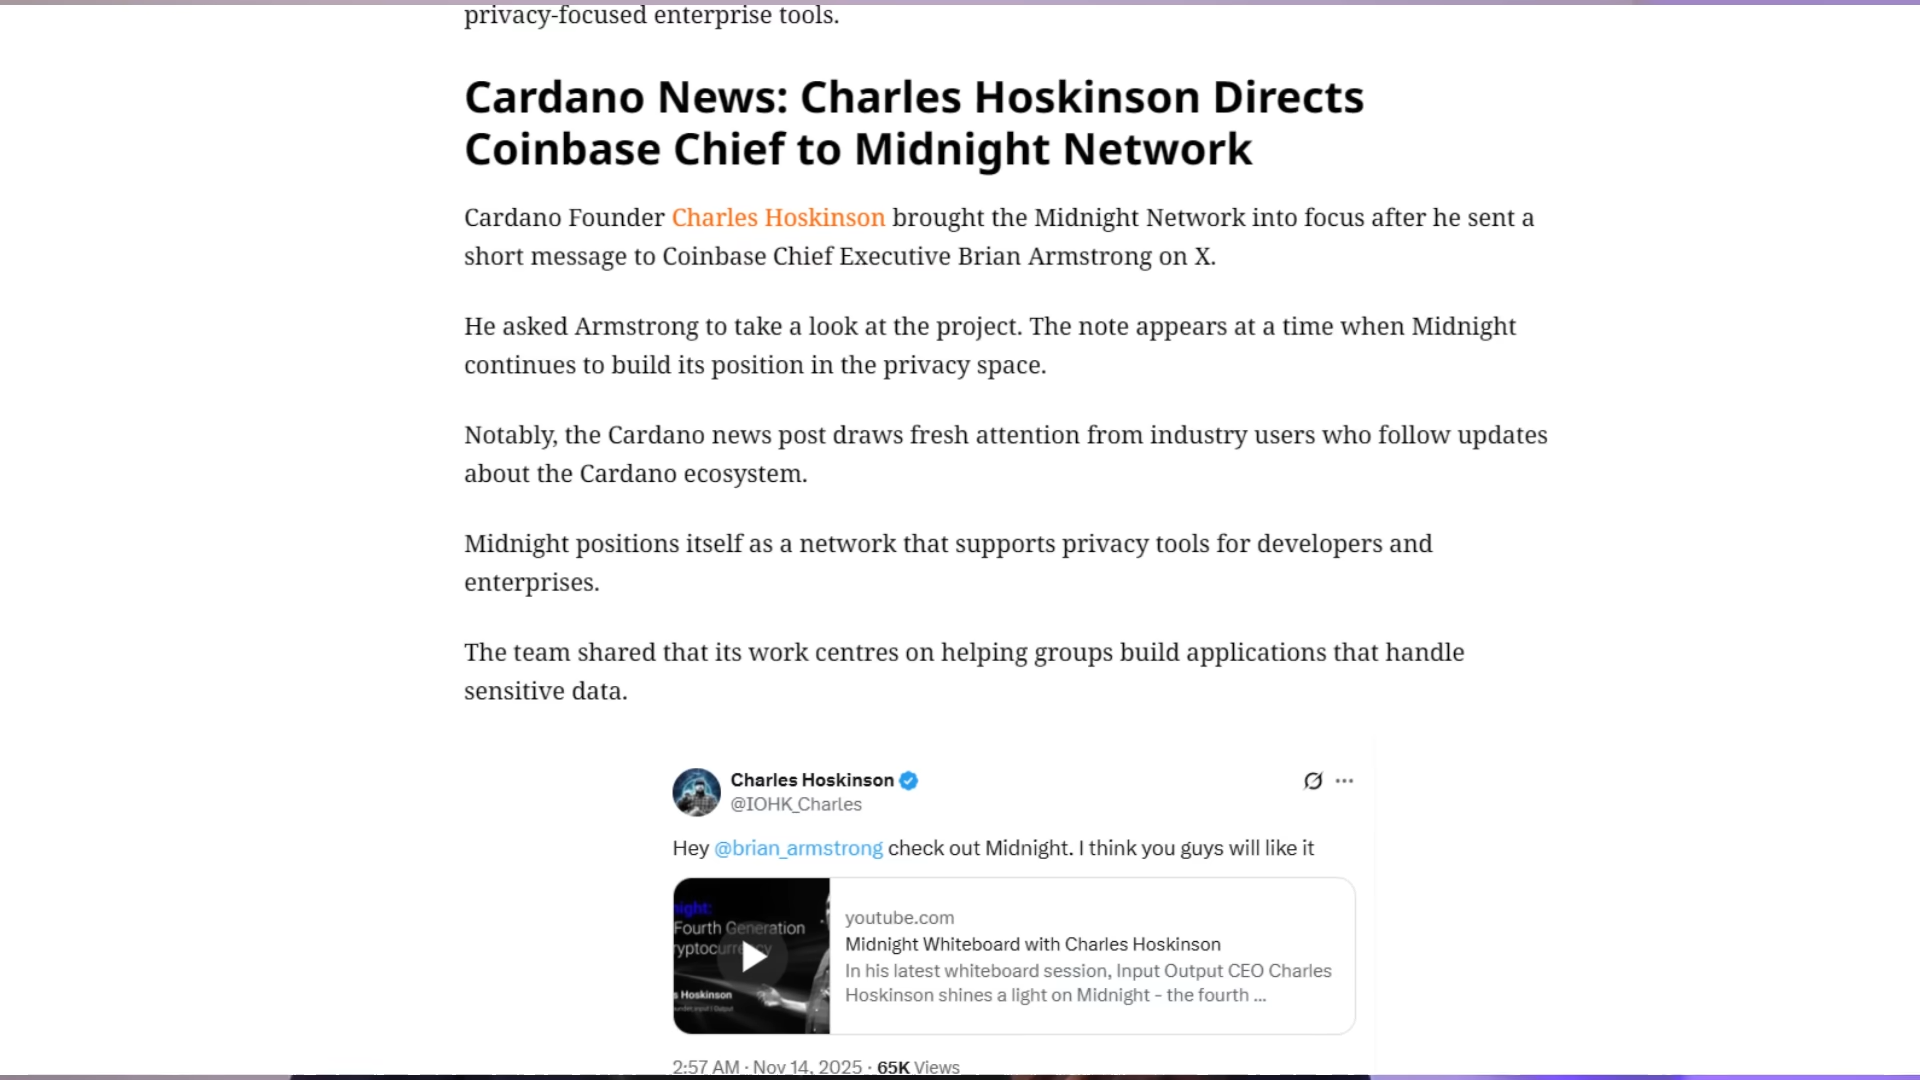 privacy-focused enterprise tools.
Cardano News: Charles Hoskinson Directs
Coinbase Chief to Midnight Network
Cardano Founder Charles Hoskinson brought the Midnight Network into focus after he sent a
short message to Coinbase Chief Executive Brian Armstrong on X.
He asked Armstrong to take a look at the project. The note appears at a time when Midnight
continues to build its position in the privacy space.
Notably, the Cardano news post draws fresh attention from industry users who follow updates
about the Cardano ecosystem.
Midnight positions itself as a network that supports privacy tools for developers and
enterprises.
The team shared that its work centres on helping groups build applications that handle
sensitive data.
Charles Hoskinson
@IOHK_Charles
Hey @brian_armstrong check out Midnight. I think you guys will like it
night:
Fourth Generation
ryptocurrency
s Hoskinson
youtube.com
Midnight Whiteboard with Charles Hoskinson
In his latest whiteboard session, Input Output CEO Charles
Hoskinson shines a light on Midnight – the fourth ...
2:57 AM · Nov 14, 2025 · 65K Views